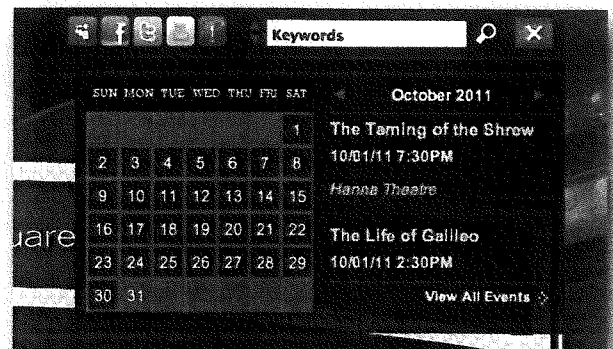 Keywords
SUN MON TUE WED THU FRI SAT
1
2 3 4 5 6 7 8
9 10 11 12 13 14 15
16 17 18 19 20 21 22
23 24 25 26 27 28 29
30 31
October 2011
The Taming of the Shrew
10/01/11 7:30PM
Hanna Theatre
The Life of Galileo
10/01/11 2:30PM
View All Events
uare